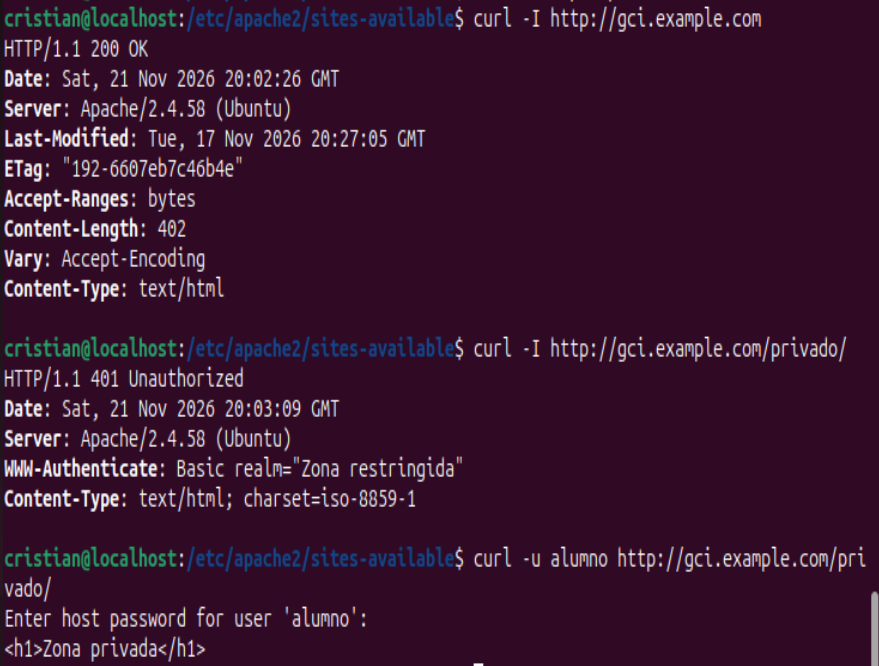 cristian@localhost:/etc/apache2/sites-available$ curl -I http://gci.example.com
HTTP/1.1 200 OK
Date: Sat, 21 Nov 2026 20:02:26 GMT
Server: Apache/2.4.58 (Ubuntu)
Last-Modified: Tue, 17 Nov 2026 20:27:05 GMT
ETag: "192-6607eb7c46b4e"
Accept-Ranges: bytes
Content-Length: 402
Vary: Accept-Encoding
Content-Type: text/html
cristian@localhost:/etc/apache2/sites-available$ curl -I http://gci.example.com/privado/
HTTP/1.1 401 Unauthorized
Date: Sat, 21 Nov 2026 20:03:09 GMT
Server: Apache/2.4.58 (Ubuntu)
WWW-Authenticate: Basic realm="Zona restringida"
Content-Type: text/html; charset=iso-8859-1
cristian@localhost:/etc/apache2/sites-available$ curl -u alumno http://gci.example.com/pri
vado/
Enter host password for user 'alumno':
<h1>Zona privada</h1>